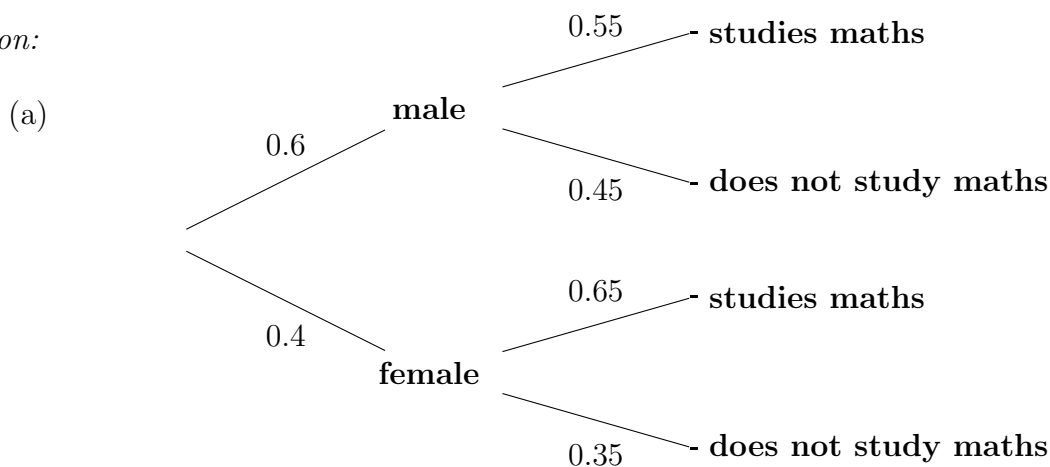 on:
(a)
0.55
studies maths
male
0.6
0.45
does not study maths
0.65
studies maths
0.4
female
0.35
does not study maths